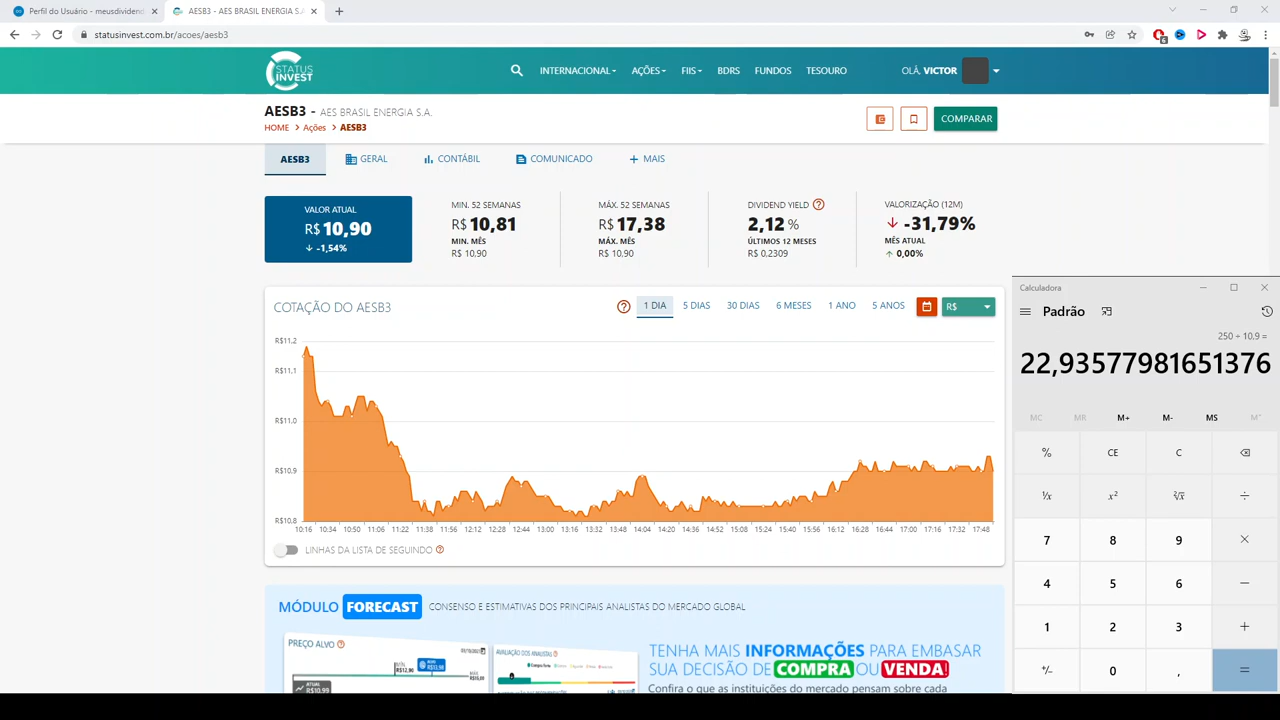 Perfil do Usuário - meusdividend
AESB3 - AES BRASIL ENERGIA S.A.
statusinvest.com.br/acoes/aesb3
6
STATUS
INVEST
INTERNACIONAL
AÇÕES
FIIS
BDRS
FUNDOS
TESOURO
OLÁ, VICTOR
AESB3 - AES BRASIL ENERGIA S.A.
HOME > Ações > AESB3
COMPARAR
AESB3
GERAL
CONTÁBIL
COMUNICADO
+ MAIS
VALOR ATUAL
R$ 10,90
-1,54%
MIN. 52 SEMANAS
R$ 10,81
MIN. MÊS
R$ 10,90
MÁX. 52 SEMANAS
R$ 17,38
MÁX. MÊS
R$ 10,90
DIVIDEND YIELD ?
2,12 %
ÚLTIMOS 12 MESES
R$ 0,2309
VALORIZAÇÃO (12M)
-31,79%
MÊS ATUAL
0,00%
COTAÇÃO DO AESB3
?
1 DIA
5 DIAS
30 DIAS
6 MESES
1 ANO
5 ANOS
R$
R$11.2
R$11.1
R$11.0
R$10.9
R$10.8
10:16 10:34 10:50 11:06 11:22 11:38 11:56 12:12 12:28 12:44 13:00 13:16 13:32 13:48 14:04 14:20 14:36 14:52 15:08 15:24 15:40 15:56 16:12 16:28 16:44 17:00 17:16 17:32 17:48
LINHAS DA LISTA DE SEGUINDO ?
MÓDULO FORECAST CONSENSO E ESTIMATIVAS DOS PRINCIPAIS ANALISTAS DO MERCADO GLOBAL
PREÇO ALVO
AVALIAÇÃO DOS ANALISTAS
ATUAL
R$10,99
TENHA MAIS INFORMAÇÕES PARA EMBASAR
SUA DECISÃO DE COMPRA OU VENDA!
Confira o que as instituições do mercado pensam sobre cada
Calculadora
Padrão
250 ÷ 10,9 =
22,93577981651376
MC MR M+ M- MS M˅
% CE C
¹/x x² ²√x ÷
7 8 9 ×
4 5 6 −
1 2 3 +
+/- 0 , =